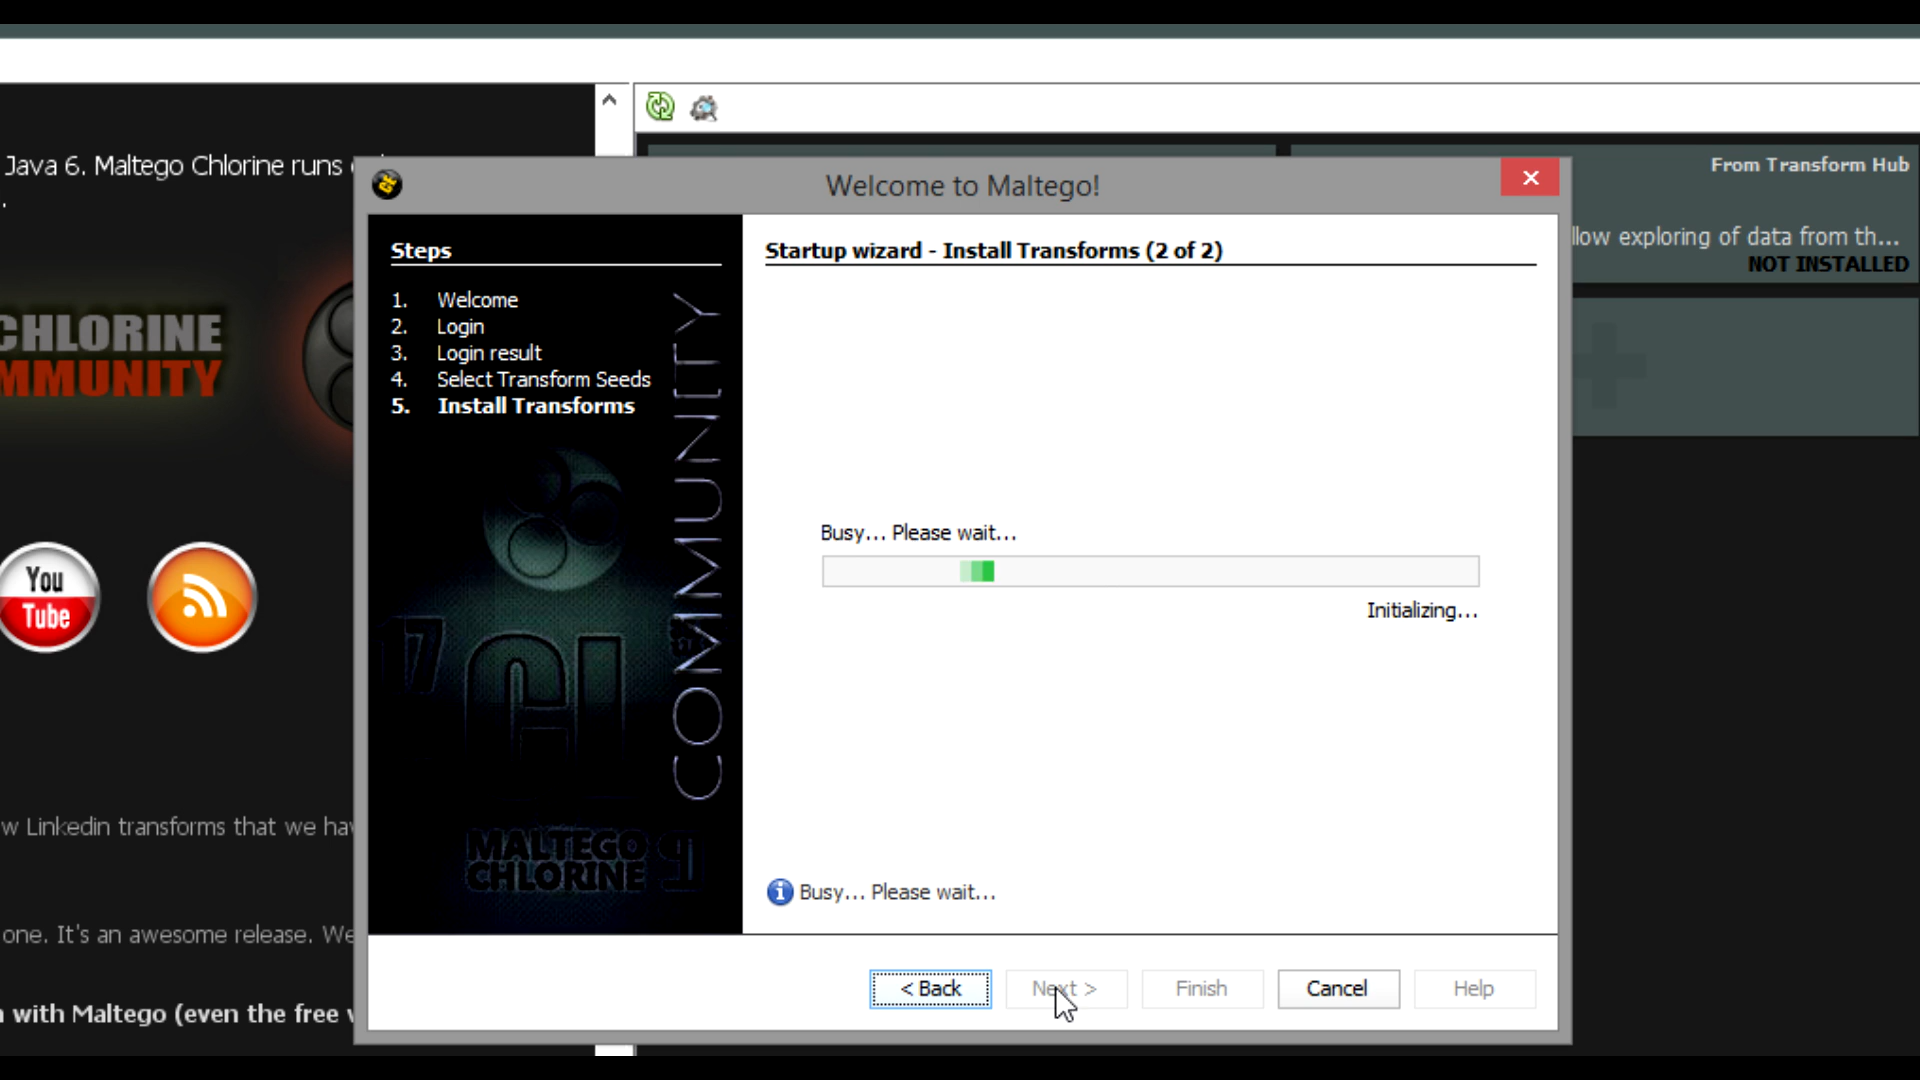 Java 6. Maltego Chlorine runs
.
CHLORINE
MMUNITY
You
Tube
w Linkedin transforms that we hav
one. It's an awesome release. We
with Maltego (even the free v
Welcome to Maltego!
Steps
1. Welcome
2. Login
3. Login result
4. Select Transform Seeds
5. Install Transforms
COMMUNITY
17
Cl
MALTEGO
CHLORINE
Startup wizard - Install Transforms (2 of 2)
Busy... Please wait...
Initializing...
Busy... Please wait...
< Back
Next >
Finish
Cancel
Help
From Transform Hub
llow exploring of data from th...
NOT INSTALLED